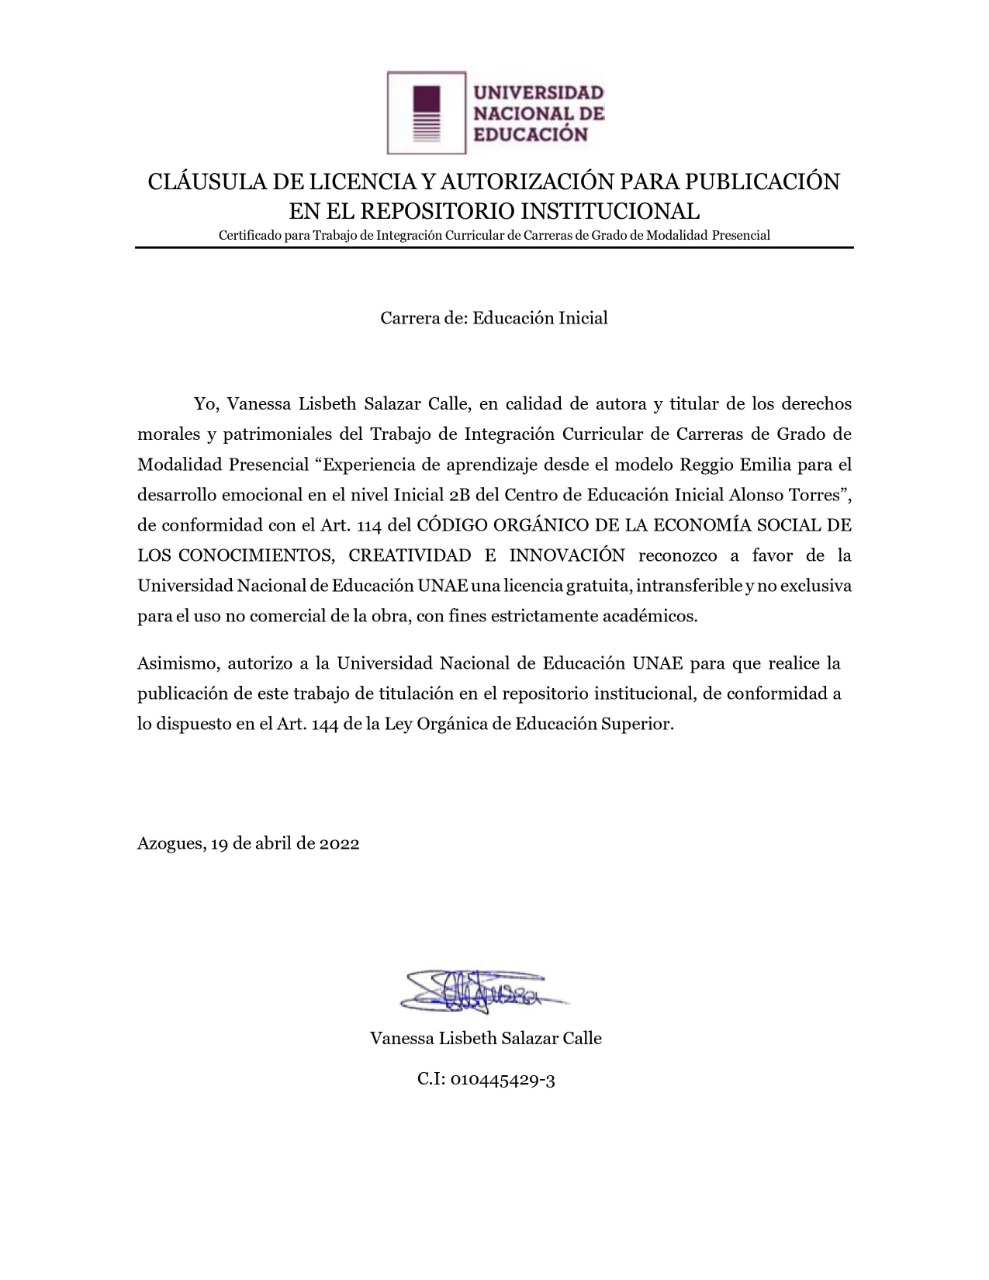 UNIVERSIDAD
NACIONAL DE
EDUCACIÓN
CLÁUSULA DE LICENCIA Y AUTORIZACIÓN PARA PUBLICACIÓN
EN EL REPOSITORIO INSTITUCIONAL
Certificado para Trabajo de Integración Curricular de Carreras de Grado de Modalidad Presencial
Carrera de: Educación Inicial
Yo, Vanessa Lisbeth Salazar Calle, en calidad de autora y titular de los derechos
morales y patrimoniales del Trabajo de Integración Curricular de Carreras de Grado de
Modalidad Presencial “Experiencia de aprendizaje desde el modelo Reggio Emilia para el
desarrollo emocional en el nivel Inicial 2B del Centro de Educación Inicial Alonso Torres”,
de conformidad con el Art. 114 del CÓDIGO ORGÁNICO DE LA ECONOMÍA SOCIAL DE
LOS CONOCIMIENTOS, CREATIVIDAD E INNOVACIÓN reconozco a favor de la
Universidad Nacional de Educación UNAE una licencia gratuita, intransferible y no exclusiva
para el uso no comercial de la obra, con fines estrictamente académicos.
Asimismo, autorizo a la Universidad Nacional de Educación UNAE para que realice la
publicación de este trabajo de titulación en el repositorio institucional, de conformidad a
lo dispuesto en el Art. 144 de la Ley Orgánica de Educación Superior.
Azogues, 19 de abril de 2022
Vanessa Lisbeth Salazar Calle
C.I: 010445429-3